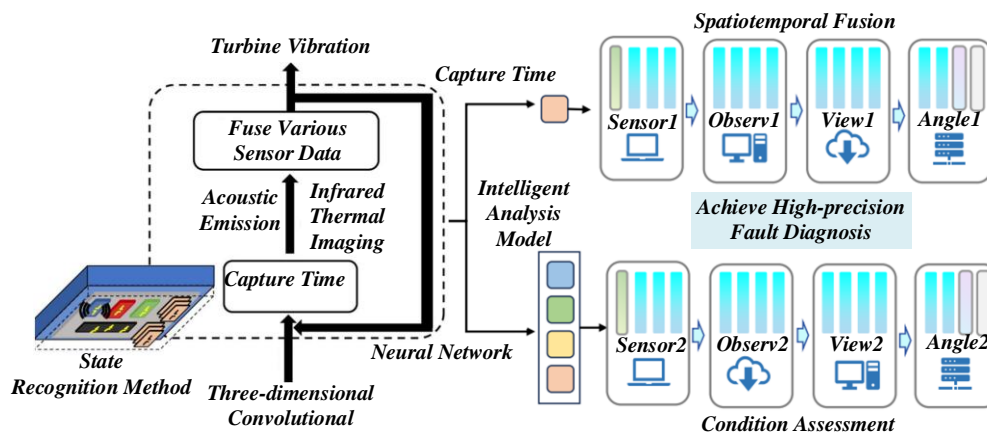 Turbine Vibration
Fuse Various
Sensor Data
Acoustic
Emission
Infrared
Thermal
Imaging
Capture Time
State
Recognition Method
Three-dimensional
Convolutional
Neural Network
Capture Time
Intelligent
Analysis
Model
Spatiotemporal Fusion
Sensor1
Observ1
View1
Angle1
Achieve High-precision
Fault Diagnosis
Sensor2
Observ2
View2
Angle2
Condition Assessment